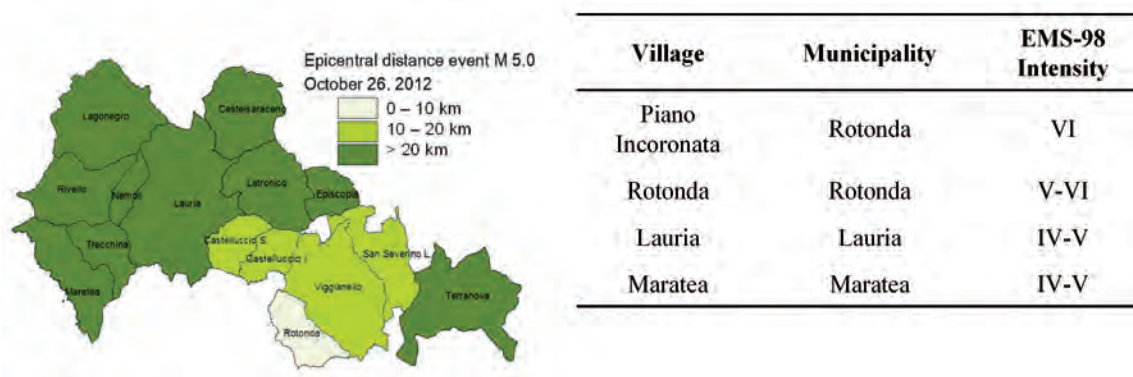 Epicentral distance event M 5.0
October 26, 2012
0 – 10 km
10 – 20 km
> 20 km
Castelsaraceno
Lagonegro
Latronico
Rivello
Nemoli
Lauria
Episcopia
Castelluccio S.
Trecchina
Castelluccio I.
San Severino L.
Maratea
Viggianello
Terranova
Rotonda
Village
Municipality
EMS-98
Intensity
Piano
Incoronata
Rotonda
VI
Rotonda
Rotonda
V-VI
Lauria
Lauria
IV-V
Maratea
Maratea
IV-V